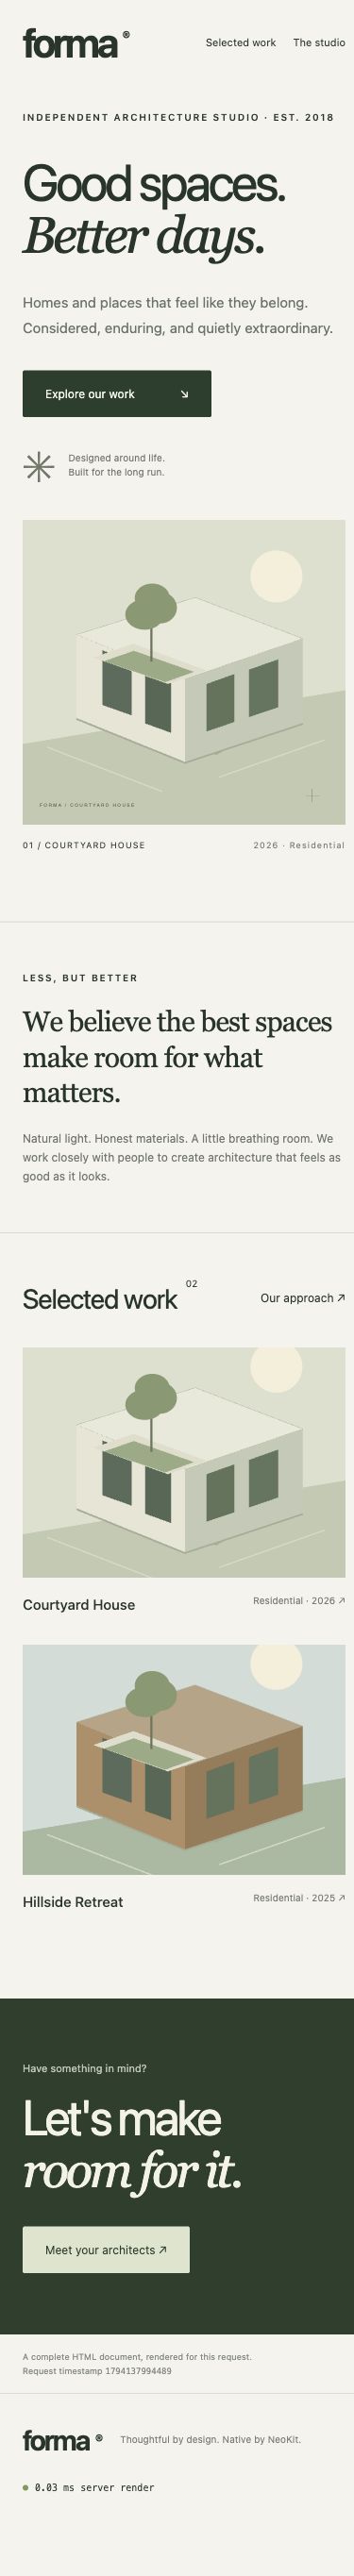 forma ®
Selected work
The studio
INDEPENDENT ARCHITECTURE STUDIO · EST. 2018
Good spaces.
Better days.
Homes and places that feel like they belong.
Considered, enduring, and quietly extraordinary.
Explore our work ↘
Designed around life.
Built for the long run.
FORMA / COURTYARD HOUSE
01 / COURTYARD HOUSE
2026 · Residential
LESS, BUT BETTER
We believe the best spaces
make room for what
matters.
Natural light. Honest materials. A little breathing room. We
work closely with people to create architecture that feels as
good as it looks.
Selected work 02
Our approach ↗
Courtyard House
Residential · 2026 ↗
Hillside Retreat
Residential · 2025 ↗
Have something in mind?
Let's make
room for it.
Meet your architects ↗
A complete HTML document, rendered for this request.
Request timestamp 1794137994489
forma ®
Thoughtful by design. Native by NeoKit.
0.03 ms server render